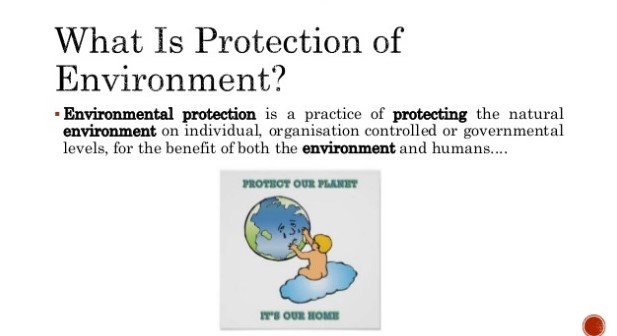 What Is Protection of
Environment?
▪ Environmental protection is a practice of protecting the natural
environment on individual, organisation controlled or governmental
levels, for the benefit of both the environment and humans....
PROTECT OUR PLANET
IT'S OUR HOME